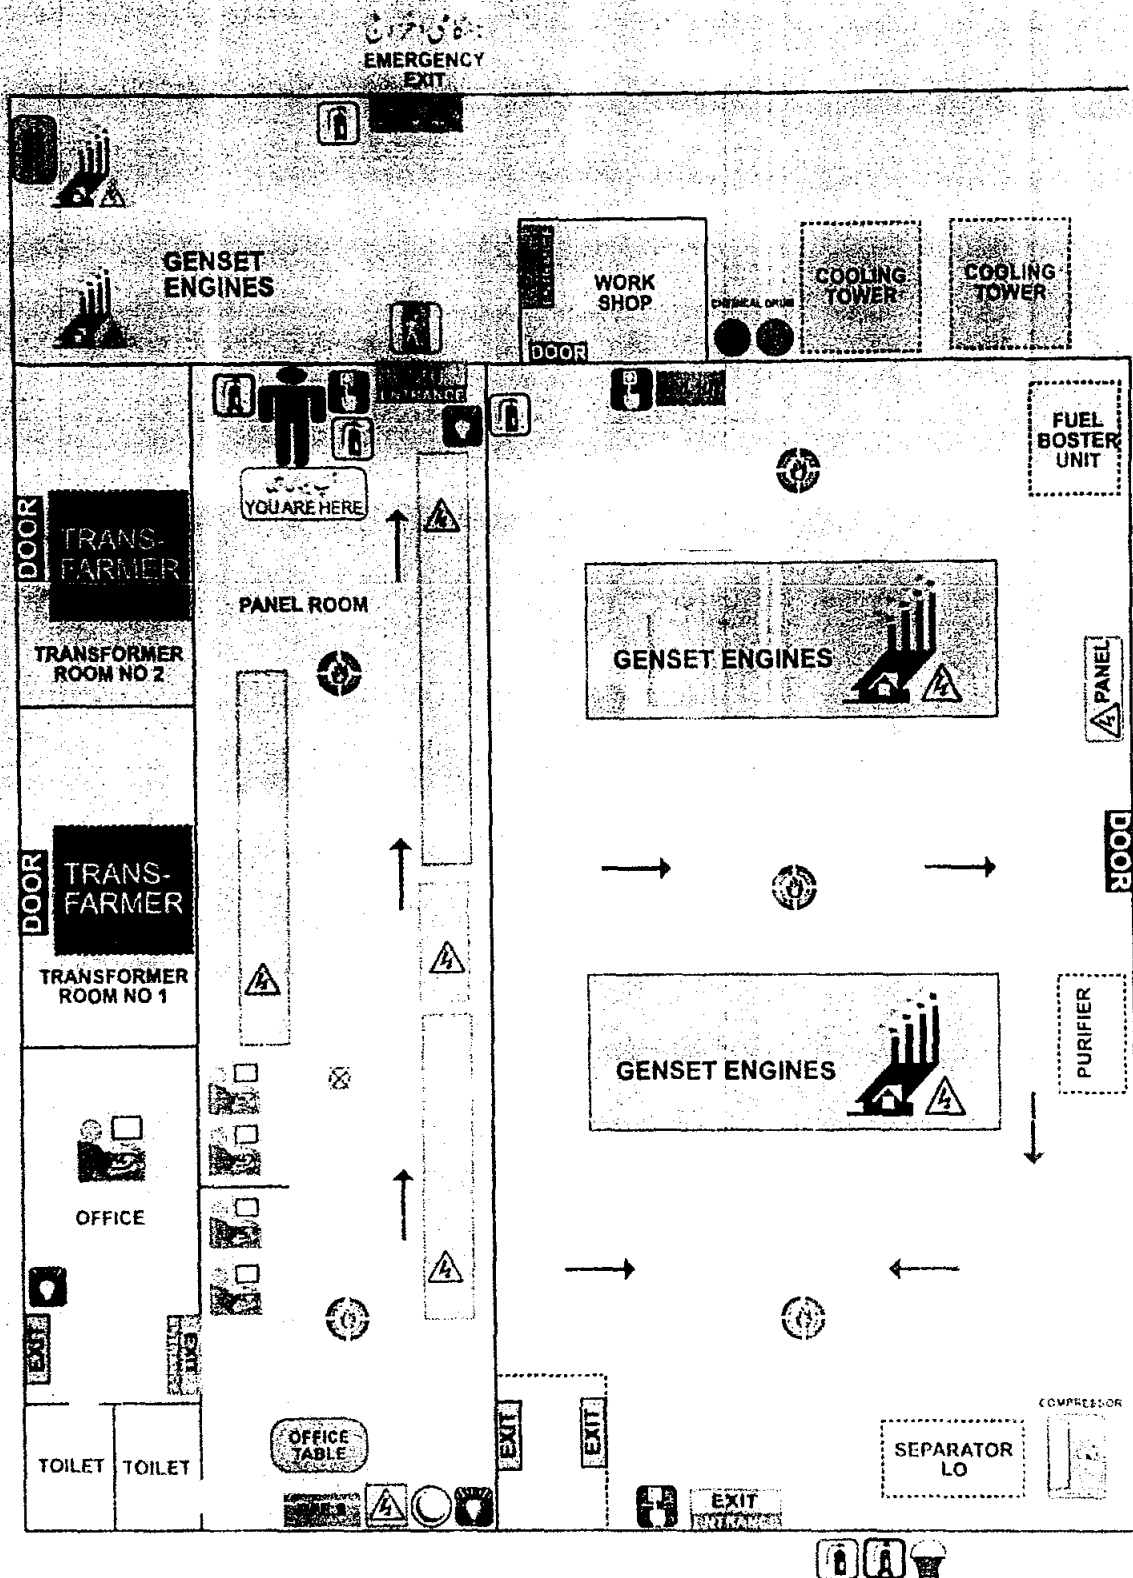 EMERGENCY
EXIT
GENSET
ENGINES
WORK
SHOP
DOOR
CHEMICAL DRUM
COOLING
TOWER
COOLING
TOWER
ENTRANCE
YOU ARE HERE
FUEL
BOSTER
UNIT
DOOR
TRANS-
FARMER
TRANSFORMER
ROOM NO 2
PANEL ROOM
GENSET ENGINES
PANEL
DOOR
DOOR
TRANS-
FARMER
TRANSFORMER
ROOM NO 1
GENSET ENGINES
PURIFIER
OFFICE
EXIT
EXIT
TOILET
TOILET
OFFICE
TABLE
EXIT
EXIT
EXIT
ENTRANCE
SEPARATOR
LO
COMPRESSOR